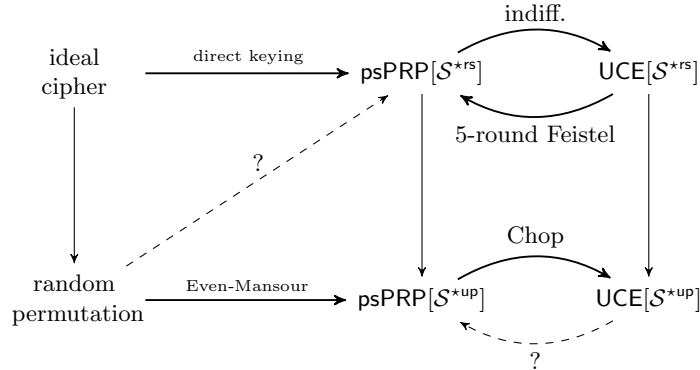 indiff.
ideal
cipher
direct keying
psPRP[𝒮⋆rs]
UCE[𝒮⋆rs]
5-round Feistel
?
Chop
random
permutation
Even-Mansour
psPRP[𝒮⋆up]
UCE[𝒮⋆up]
?